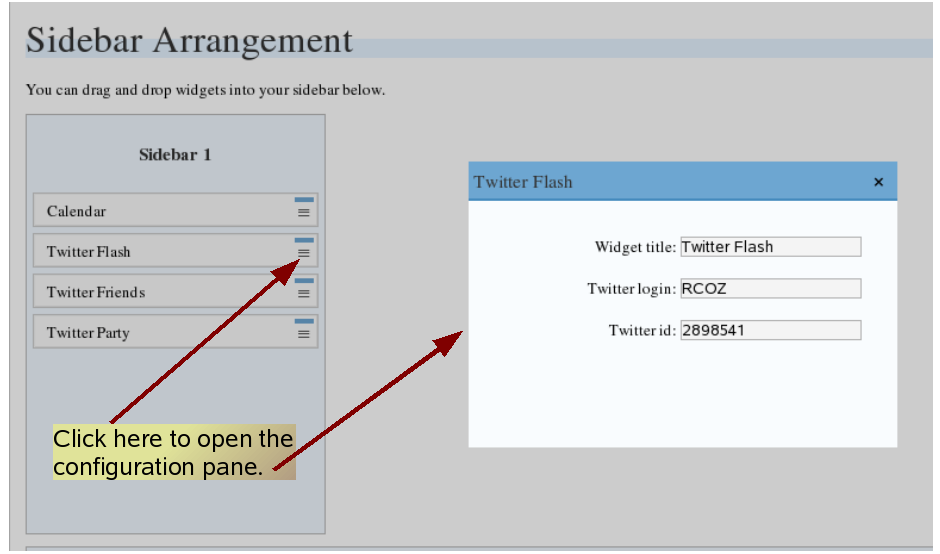 Sidebar Arrangement
You can drag and drop widgets into your sidebar below.
Sidebar 1
Calendar
Twitter Flash
Twitter Friends
Twitter Party
Click here to open the
configuration pane.
Twitter Flash ×
Widget title: Twitter Flash
Twitter login: RCOZ
Twitter id: 2898541